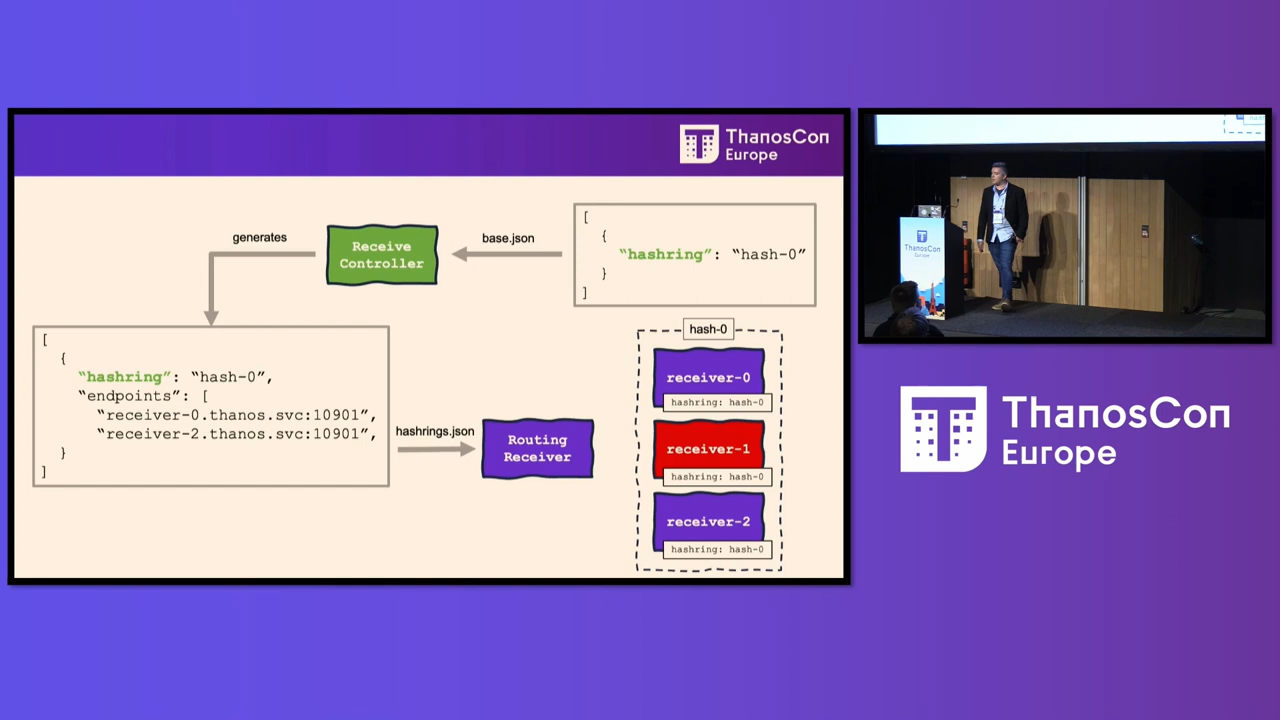 ThanosCon
Europe
generates
Receive
Controller
base.json
[
{
“hashring”: “hash-0”
}
]
[
{
“hashring”: “hash-0”,
“endpoints”: [
“receiver-0.thanos.svc:10901”,
“receiver-2.thanos.svc:10901”,
}
]
hashrings.json
Routing
Receiver
hash-0
receiver-0
hashring: hash-0
receiver-1
hashring: hash-0
receiver-2
hashring: hash-0
ThanosCon
Europe
ThanosCon
Europe